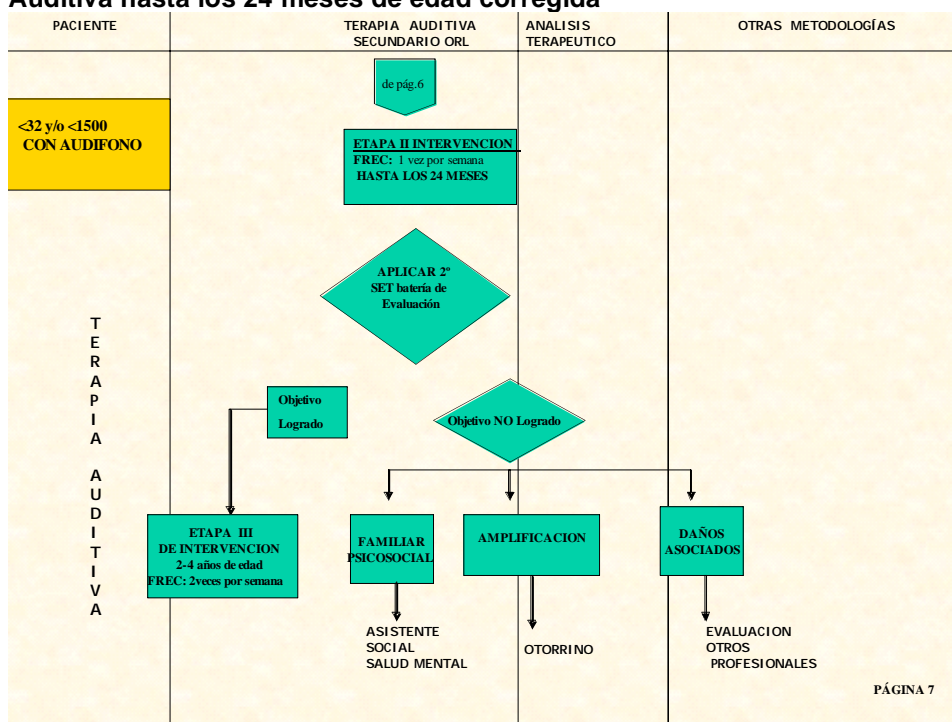 Auditiva hasta los 24 meses de edad corregida
PACIENTE
TERAPIA AUDITIVA
SECUNDARIO ORL
ANALISIS
TERAPEUTICO
OTRAS METODOLOGÍAS
de pág.6
<32 y/o <1500
CON AUDIFONO
ETAPA II INTERVENCION
FREC: 1 vez por semana
HASTA LOS 24 MESES
APLICAR 2º
SET batería de
Evaluación
TERAPIA AUDITIVA
Objetivo
Logrado
Objetivo NO Logrado
ETAPA III
DE INTERVENCION
2-4 años de edad
FREC: 2veces por semana
FAMILIAR
PSICOSOCIAL
AMPLIFICACION
DAÑOS
ASOCIADOS
ASISTENTE
SOCIAL
SALUD MENTAL
OTORRINO
EVALUACION
OTROS
PROFESIONALES
PÁGINA 7